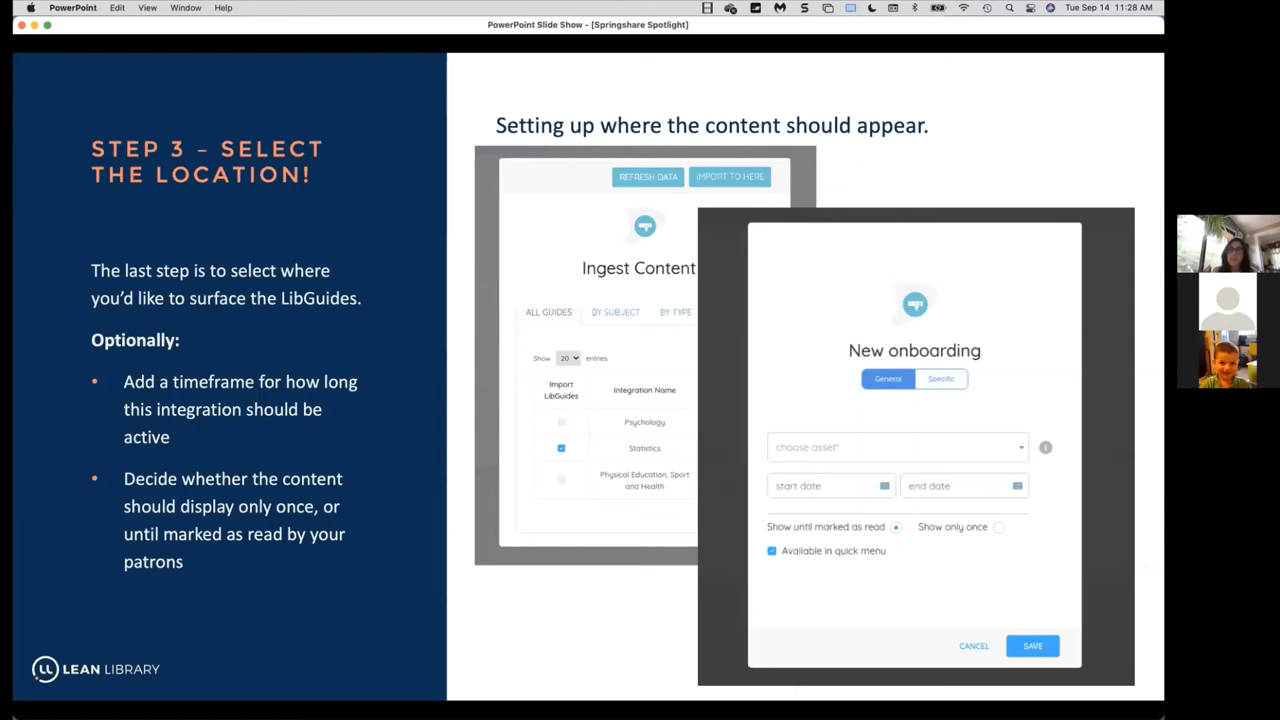 PowerPoint Edit View Window Help
Tue Sep 14 11:28 AM
PowerPoint Slide Show - [Springshare Spotlight]
STEP 3 – SELECT
THE LOCATION!
The last step is to select where
you'd like to surface the LibGuides.
Optionally:
• Add a timeframe for how long
this integration should be
active
• Decide whether the content
should display only once, or
until marked as read by your
patrons
LL LEAN LIBRARY
Setting up where the content should appear.
REFRESH DATA IMPORT TO HERE
Ingest Content
ALL GUIDES BY SUBJECT BY TYPE
Show 20 entries
Import
LibGuides
Integration Name
Psychology
Statistics
Physical Education, Sport
and Health
New onboarding
General Specific
choose asset*
start date end date
Show until marked as read Show only once
Available in quick menu
CANCEL SAVE